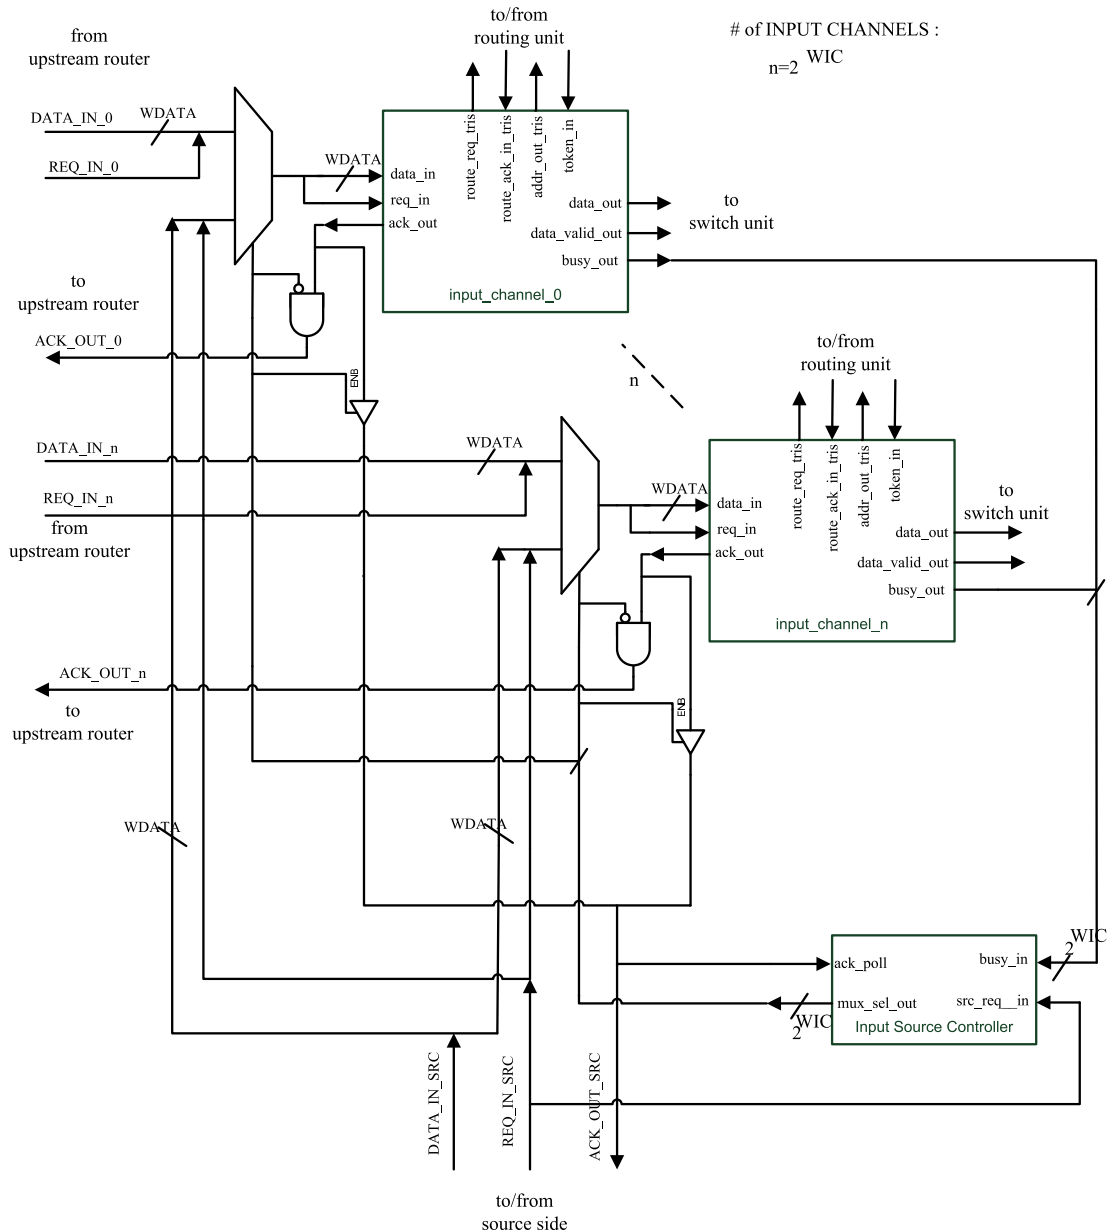 from
upstream router
to/from
routing unit
# of INPUT CHANNELS :
n=2 WIC
DATA_IN_0
WDATA
REQ_IN_0
route_req_tris
route_ack_in_tris
addr_out_tris
token_in
WDATA
data_in
req_in
ack_out
data_out
data_valid_out
busy_out
input_channel_0
to
switch unit
to
upstream router
ACK_OUT_0
ENB
n
to/from
routing unit
DATA_IN_n
WDATA
REQ_IN_n
from
upstream router
route_req_tris
route_ack_in_tris
addr_out_tris
token_in
WDATA
data_in
req_in
ack_out
data_out
data_valid_out
busy_out
input_channel_n
to
switch unit
ACK_OUT_n
to
upstream router
ENB
WDATA
WDATA
ack_poll
mux_sel_out
busy_in
src_req__in
Input Source Controller
2 WIC
2 WIC
DATA_IN_SRC
REQ_IN_SRC
ACK_OUT_SRC
to/from
source side